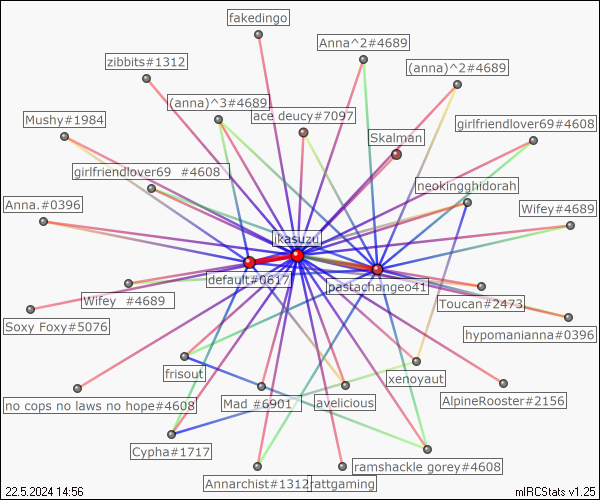 fakedingo
Anna^2#4689
zibbits#1312
(anna)^2#4689
(anna)^3#4689
ace deucy#7097
Mushy#1984
girlfriendlover69#4608
Skalman
girlfriendlover69 #4608
neokingghidorah
Anna.#0396
Wifey#4689
ikasuzu
default#0617
pastachangeo41
Wifey #4689
Toucan#2473
Soxy Foxy#5076
hypomanianna#0396
frisout
xenoyaut
no cops no laws no hope#4608
Mad #6901
avelicious
AlpineRooster#2156
Cypha#1717
ramshackle gorey#4608
Annarchist#1312
rattgaming
22.5.2024 14:56
mIRCStats v1.25